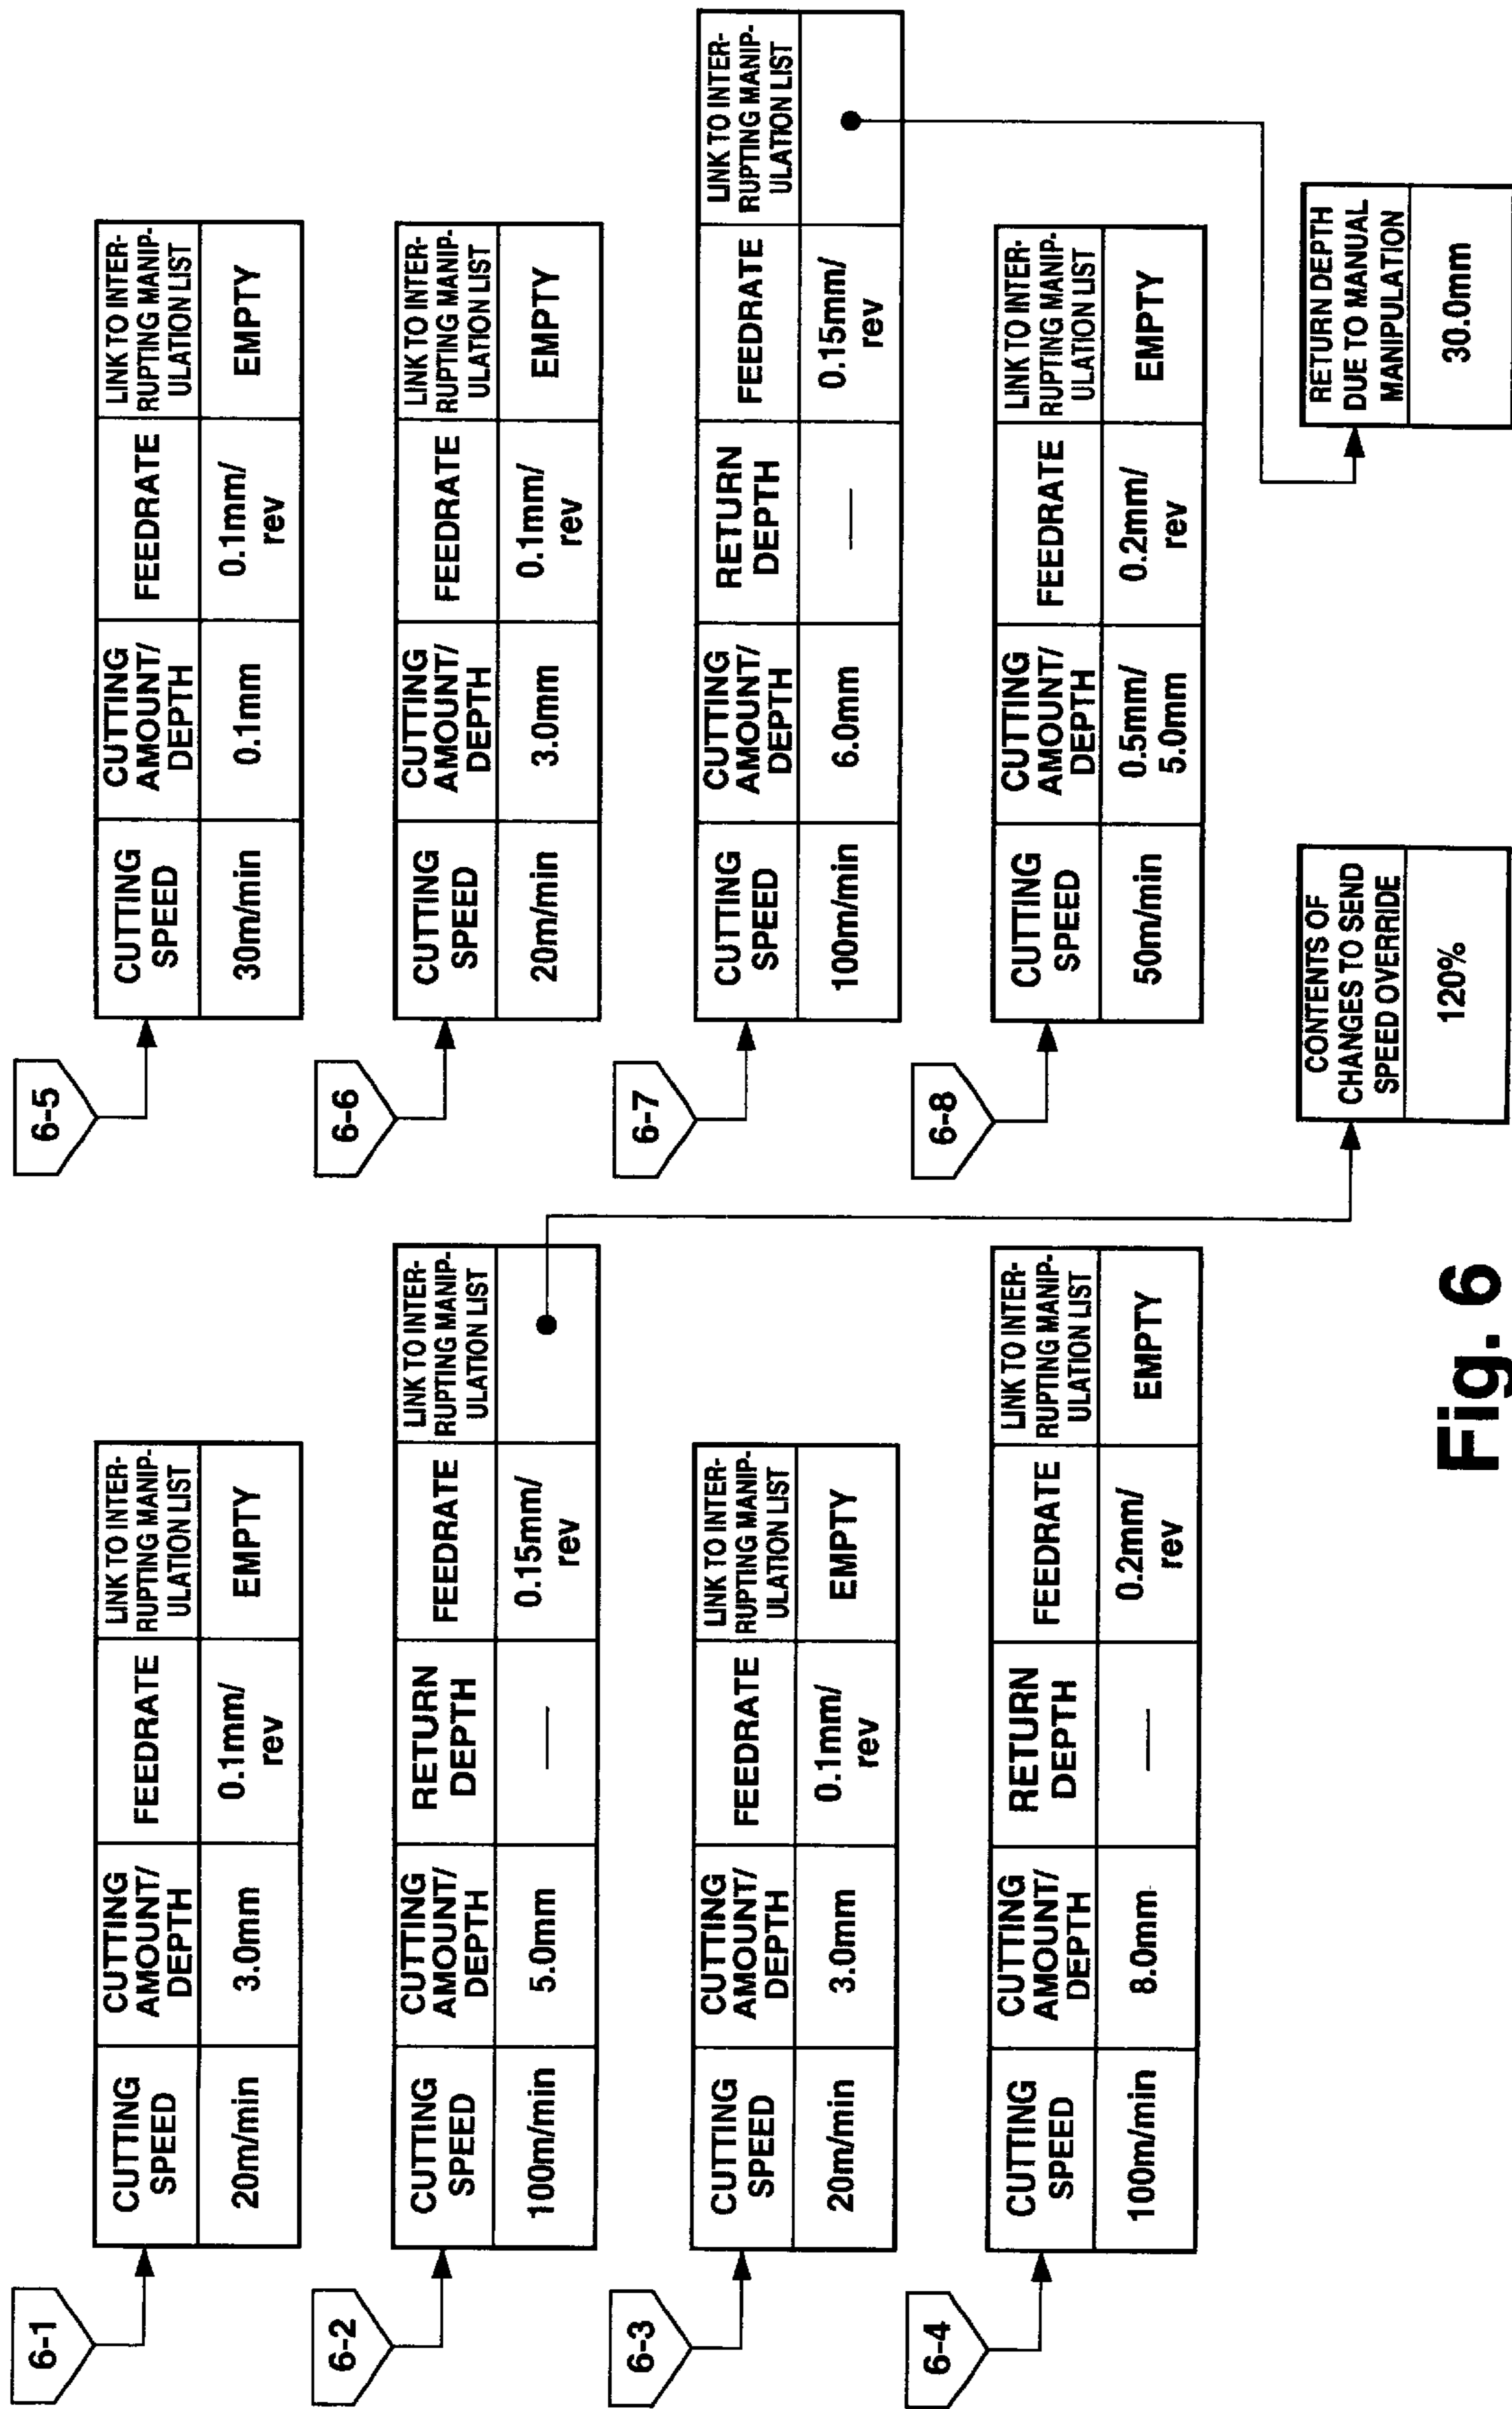 6-1
CUTTING
SPEED
CUTTING
AMOUNT/
DEPTH
FEEDRATE
LINK TO INTER-
RUPTING MANIP-
ULATION LIST
20m/min
3.0mm
0.1mm/
rev
EMPTY
6-2
CUTTING
SPEED
CUTTING
AMOUNT/
DEPTH
RETURN
DEPTH
FEEDRATE
LINK TO INTER-
RUPTING MANIP-
ULATION LIST
100m/min
5.0mm
—
0.15mm/
rev
6-3
CUTTING
SPEED
CUTTING
AMOUNT/
DEPTH
FEEDRATE
LINK TO INTER-
RUPTING MANIP-
ULATION LIST
20m/min
3.0mm
0.1mm/
rev
EMPTY
6-4
CUTTING
SPEED
CUTTING
AMOUNT/
DEPTH
RETURN
DEPTH
FEEDRATE
LINK TO INTER-
RUPTING MANIP-
ULATION LIST
100m/min
8.0mm
—
0.2mm/
rev
EMPTY
6-5
CUTTING
SPEED
CUTTING
AMOUNT/
DEPTH
FEEDRATE
LINK TO INTER-
RUPTING MANIP-
ULATION LIST
30m/min
0.1mm
0.1mm/
rev
EMPTY
6-6
CUTTING
SPEED
CUTTING
AMOUNT/
DEPTH
FEEDRATE
LINK TO INTER-
RUPTING MANIP-
ULATION LIST
20m/min
3.0mm
0.1mm/
rev
EMPTY
6-7
CUTTING
SPEED
CUTTING
AMOUNT/
DEPTH
RETURN
DEPTH
FEEDRATE
LINK TO INTER-
RUPTING MANIP-
ULATION LIST
100m/min
6.0mm
—
0.15mm/
rev
6-8
CUTTING
SPEED
CUTTING
AMOUNT/
DEPTH
FEEDRATE
LINK TO INTER-
RUPTING MANIP-
ULATION LIST
50m/min
0.5mm/
5.0mm
0.2mm/
rev
EMPTY
CONTENTS OF
CHANGES TO SEND
SPEED OVERRIDE
120%
RETURN DEPTH
DUE TO MANUAL
MANIPULATION
30.0mm
Fig. 6